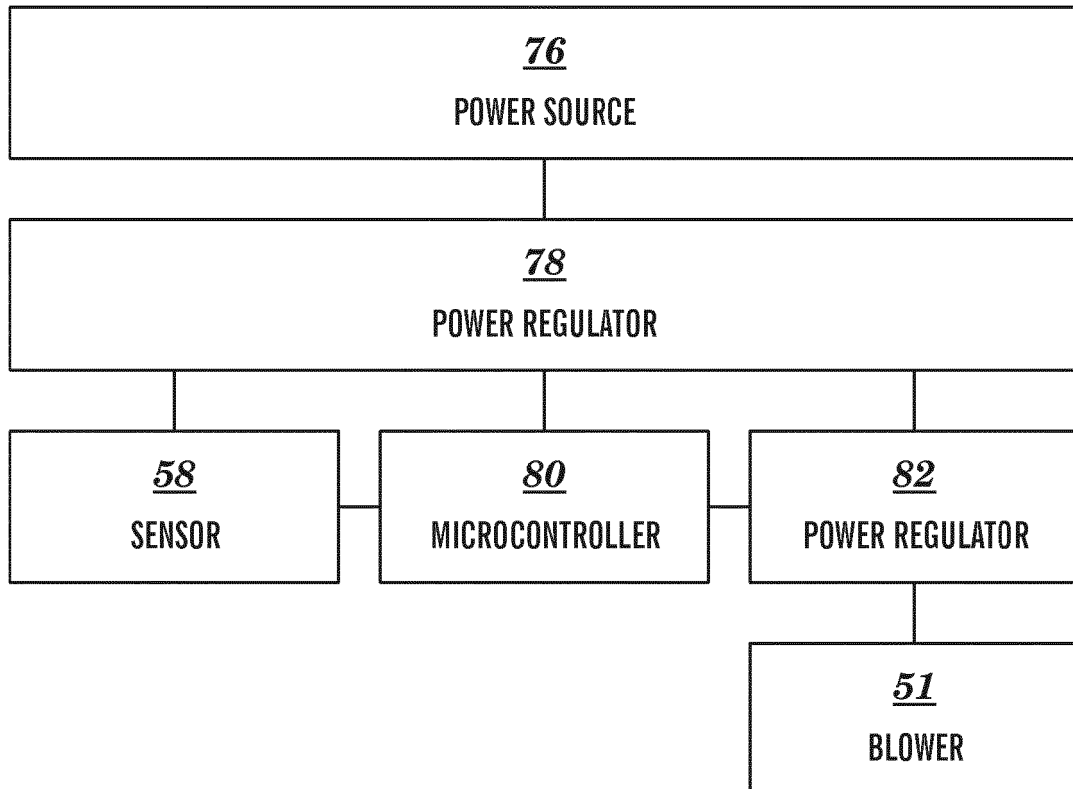 76
POWER SOURCE
78
POWER REGULATOR
58
SENSOR
80
MICROCONTROLLER
82
POWER REGULATOR
51
BLOWER